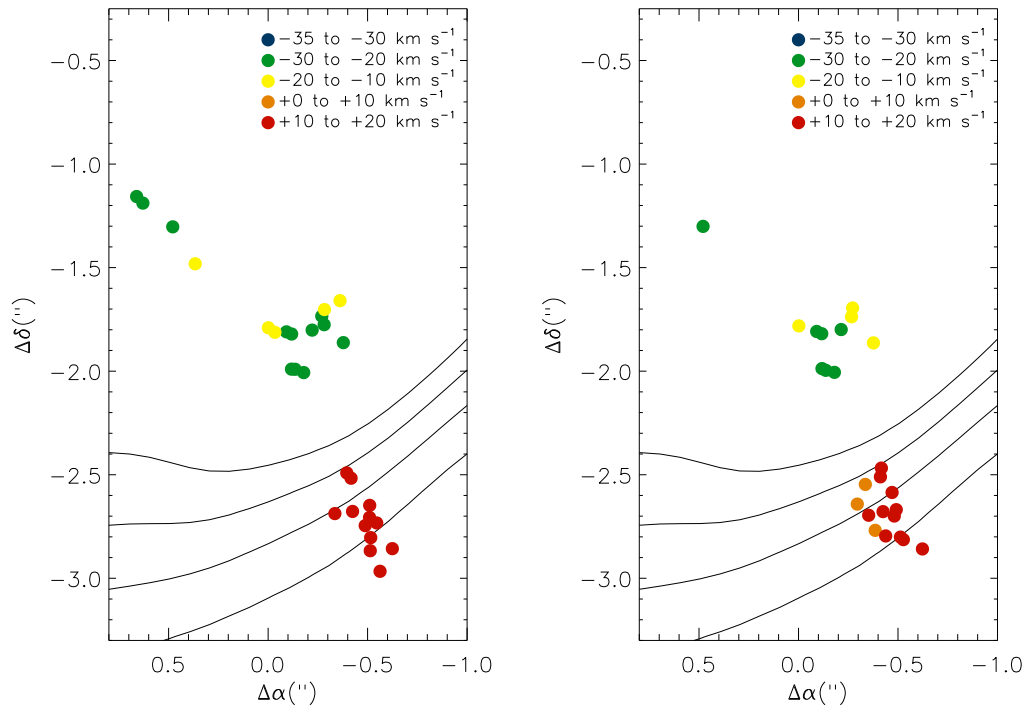 −35 to −30 km s⁻¹
−30 to −20 km s⁻¹
−20 to −10 km s⁻¹
+0 to +10 km s⁻¹
+10 to +20 km s⁻¹
−0.5
−1.0
−1.5
−2.0
−2.5
−3.0
Δδ('')
0.5
0.0
−0.5
−1.0
Δα('')
−35 to −30 km s⁻¹
−30 to −20 km s⁻¹
−20 to −10 km s⁻¹
+0 to +10 km s⁻¹
+10 to +20 km s⁻¹
−0.5
−1.0
−1.5
−2.0
−2.5
−3.0
Δδ('')
0.5
0.0
−0.5
−1.0
Δα('')